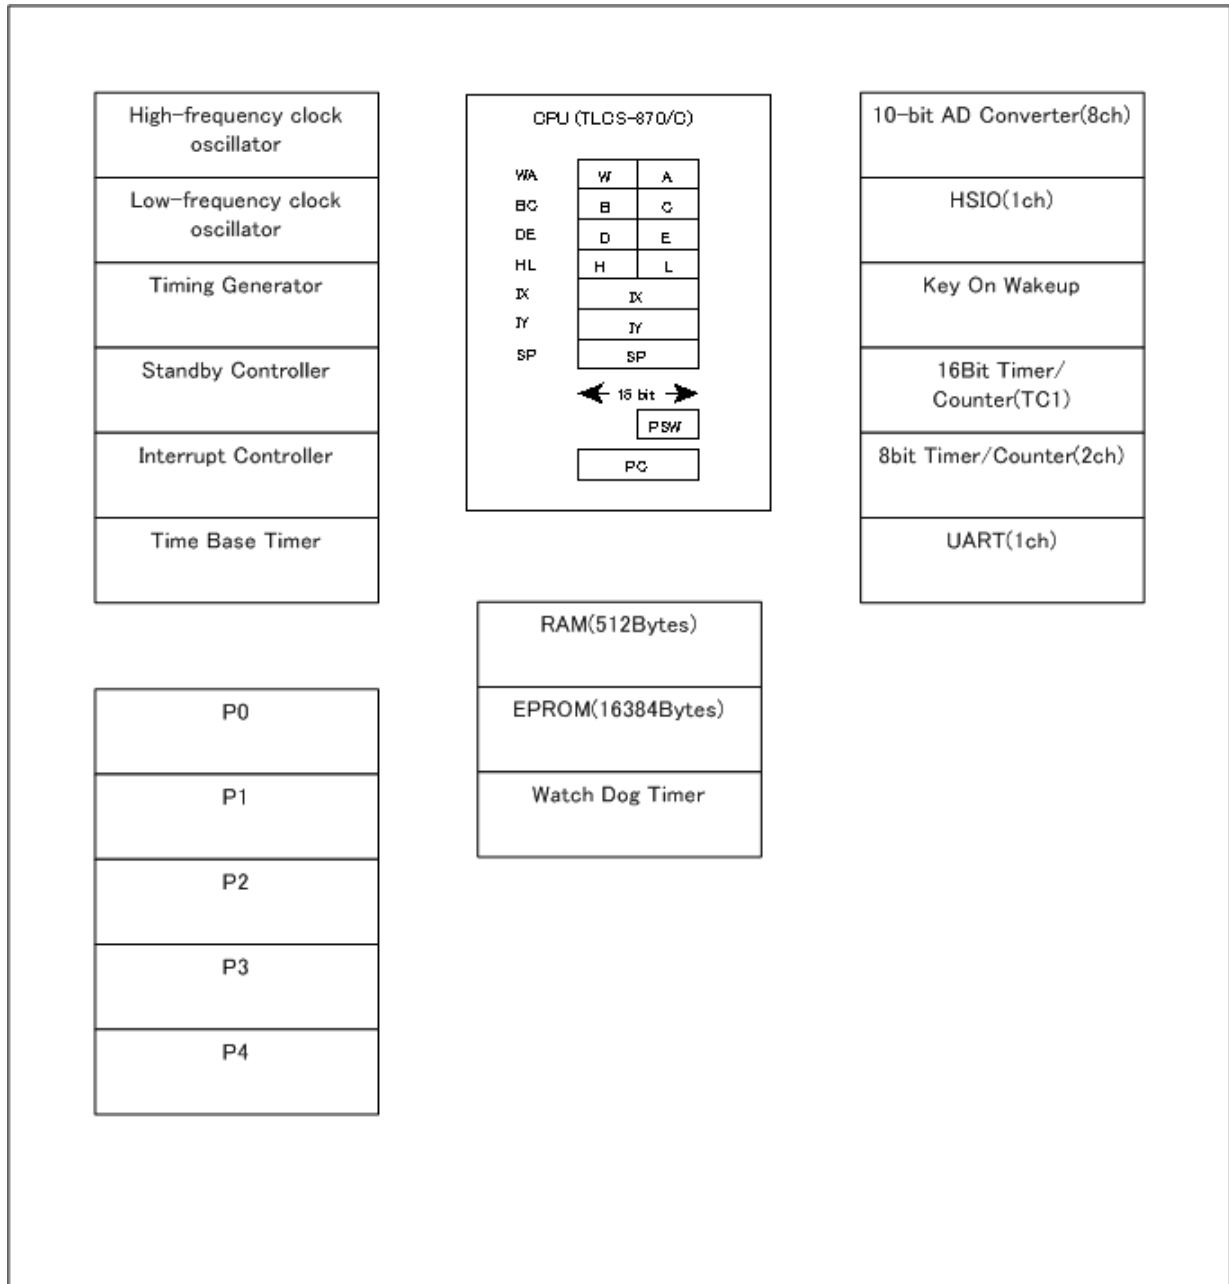 High-frequency clock
oscillator
Low-frequency clock
oscillator
Timing Generator
Standby Controller
Interrupt Controller
Time Base Timer
CPU (TLCS-870/C)
WA W A
BC B C
DE D E
HL H L
IX IX
IY IY
SP SP
16 bit
PSW
PC
10-bit AD Converter(8ch)
HSIO(1ch)
Key On Wakeup
16Bit Timer/
Counter(TC1)
8bit Timer/Counter(2ch)
UART(1ch)
RAM(512Bytes)
EPROM(16384Bytes)
Watch Dog Timer
P0
P1
P2
P3
P4